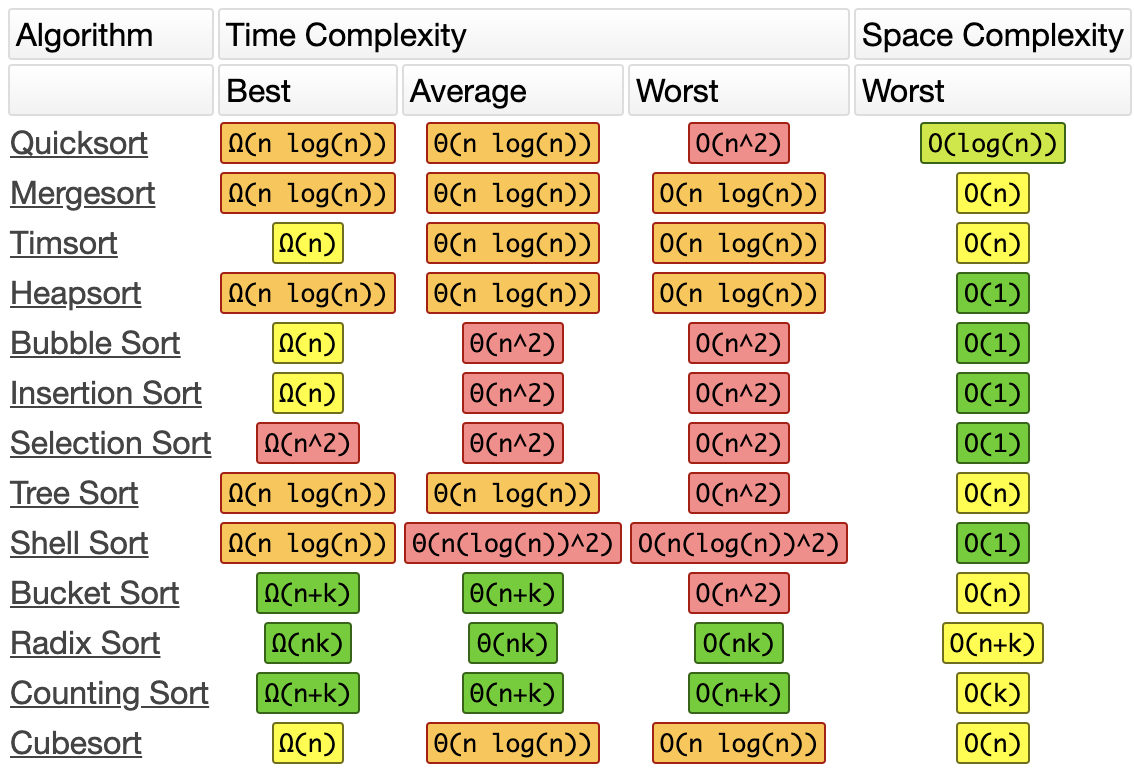 Algorithm Time Complexity Space Complexity
Best Average Worst Worst
Quicksort Ω(n log(n)) Θ(n log(n)) O(n^2) O(log(n))
Mergesort Ω(n log(n)) Θ(n log(n)) O(n log(n)) O(n)
Timsort Ω(n) Θ(n log(n)) O(n log(n)) O(n)
Heapsort Ω(n log(n)) Θ(n log(n)) O(n log(n)) O(1)
Bubble Sort Ω(n) Θ(n^2) O(n^2) O(1)
Insertion Sort Ω(n) Θ(n^2) O(n^2) O(1)
Selection Sort Ω(n^2) Θ(n^2) O(n^2) O(1)
Tree Sort Ω(n log(n)) Θ(n log(n)) O(n^2) O(n)
Shell Sort Ω(n log(n)) Θ(n(log(n))^2) O(n(log(n))^2) O(1)
Bucket Sort Ω(n+k) Θ(n+k) O(n^2) O(n)
Radix Sort Ω(nk) Θ(nk) O(nk) O(n+k)
Counting Sort Ω(n+k) Θ(n+k) O(n+k) O(k)
Cubesort Ω(n) Θ(n log(n)) O(n log(n)) O(n)